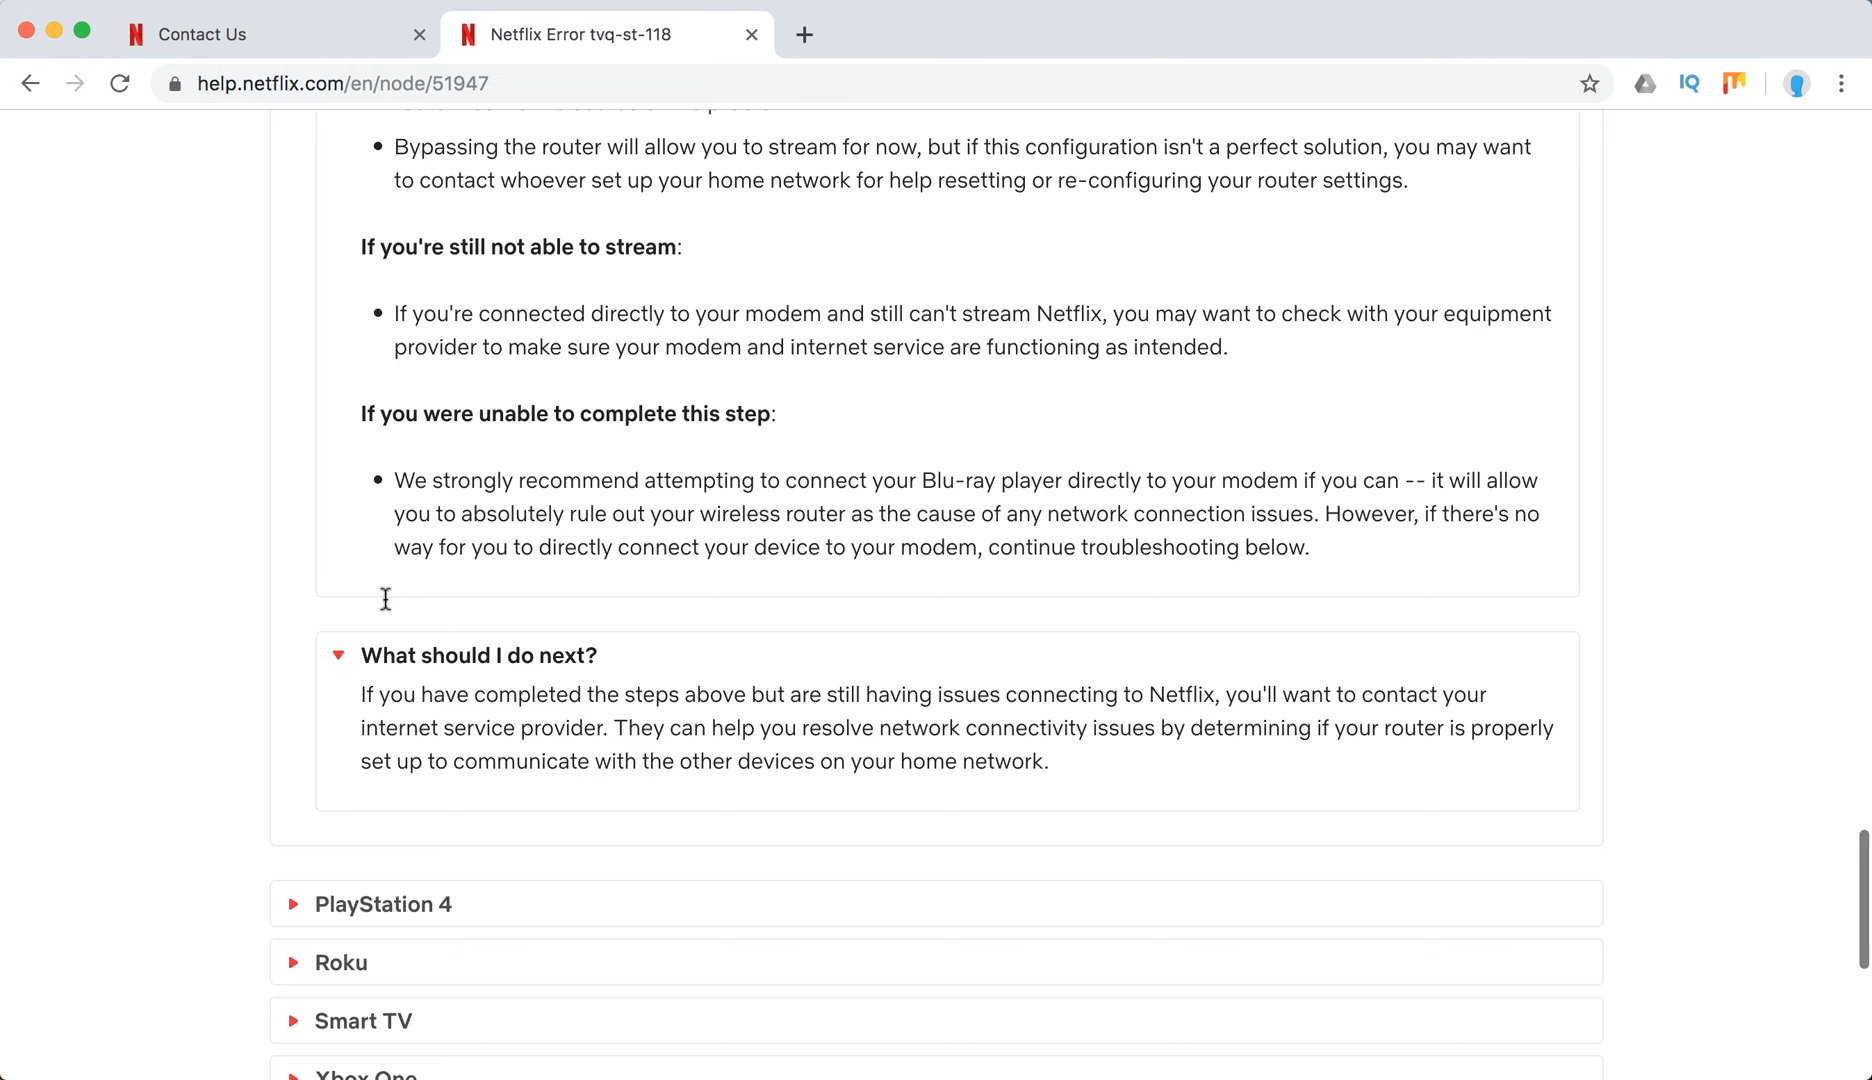 Contact Us
Netflix Error tvq-st-118
help.netflix.com/en/node/51947
IQ
• Bypassing the router will allow you to stream for now, but if this configuration isn't a perfect solution, you may want
to contact whoever set up your home network for help resetting or re-configuring your router settings.
If you're still not able to stream:
• If you're connected directly to your modem and still can't stream Netflix, you may want to check with your equipment
provider to make sure your modem and internet service are functioning as intended.
If you were unable to complete this step:
• We strongly recommend attempting to connect your Blu-ray player directly to your modem if you can -- it will allow
you to absolutely rule out your wireless router as the cause of any network connection issues. However, if there's no
way for you to directly connect your device to your modem, continue troubleshooting below.
What should I do next?
If you have completed the steps above but are still having issues connecting to Netflix, you'll want to contact your
internet service provider. They can help you resolve network connectivity issues by determining if your router is properly
set up to communicate with the other devices on your home network.
PlayStation 4
Roku
Smart TV
Xbox One